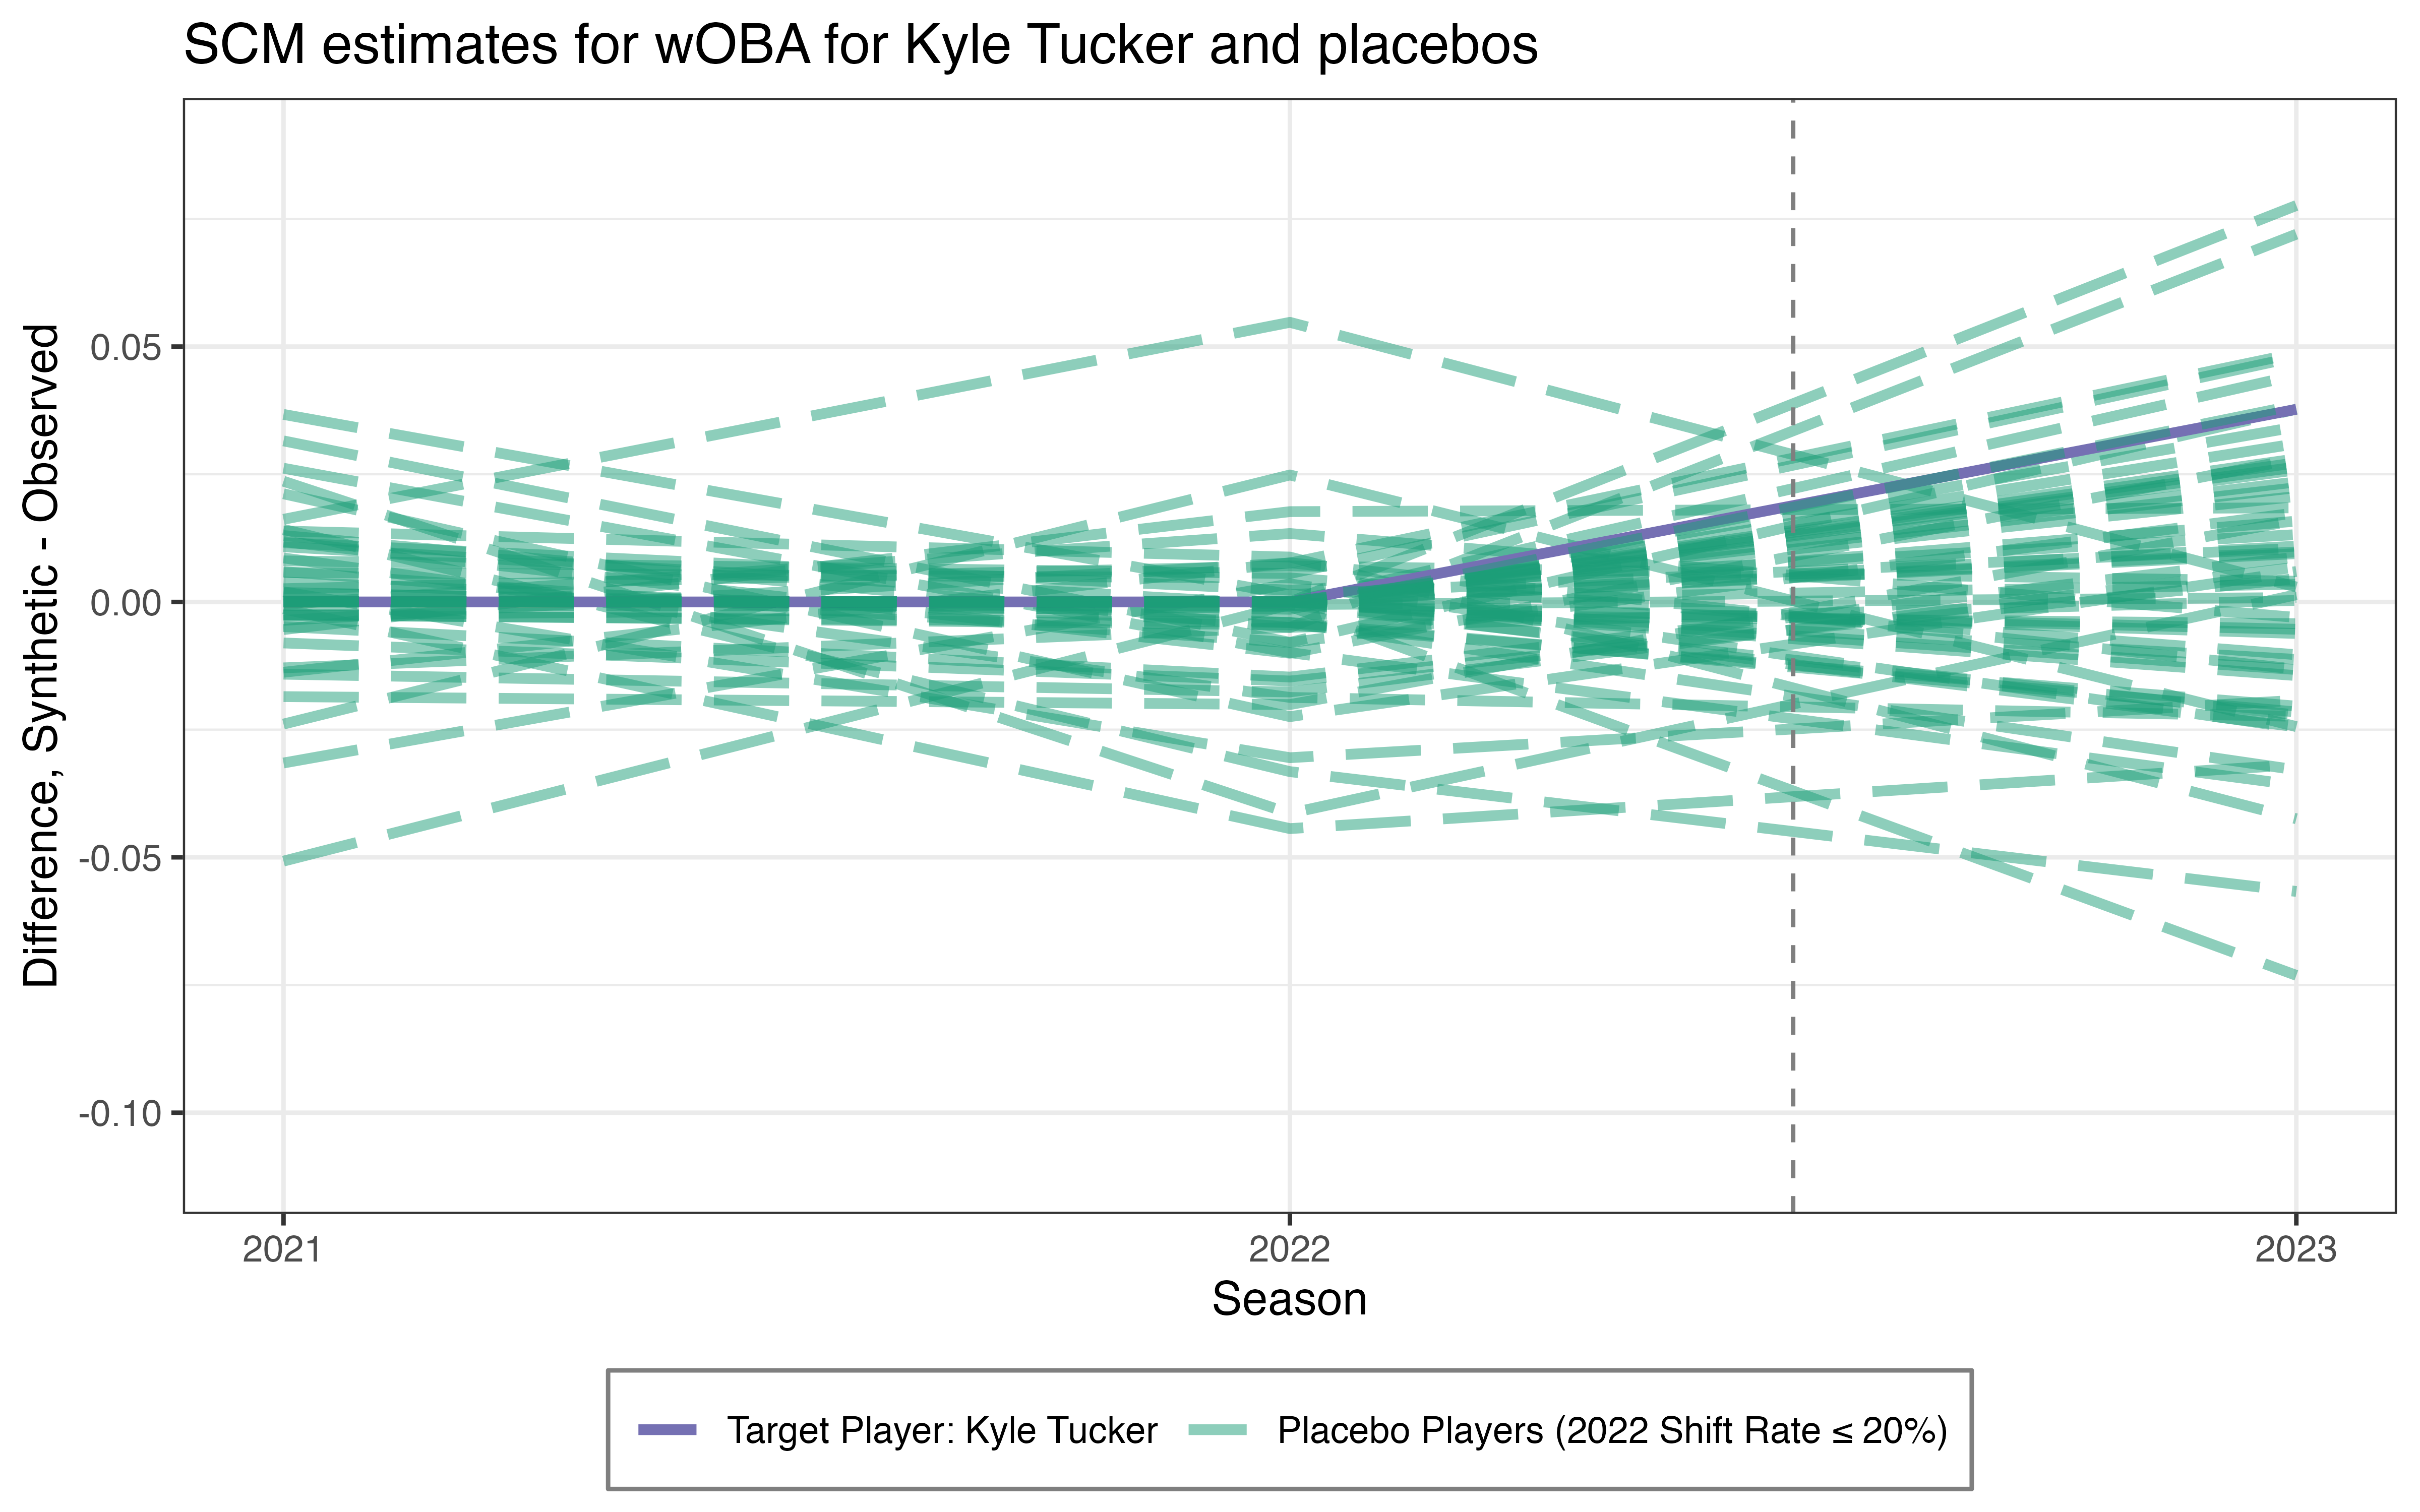 SCM estimates for wOBA for Kyle Tucker and placebos
Difference, Synthetic - Observed
0.05
0.00
-0.05
-0.10
2021
2022
2023
Season
Target Player: Kyle Tucker
Placebo Players (2022 Shift Rate ≤ 20%)